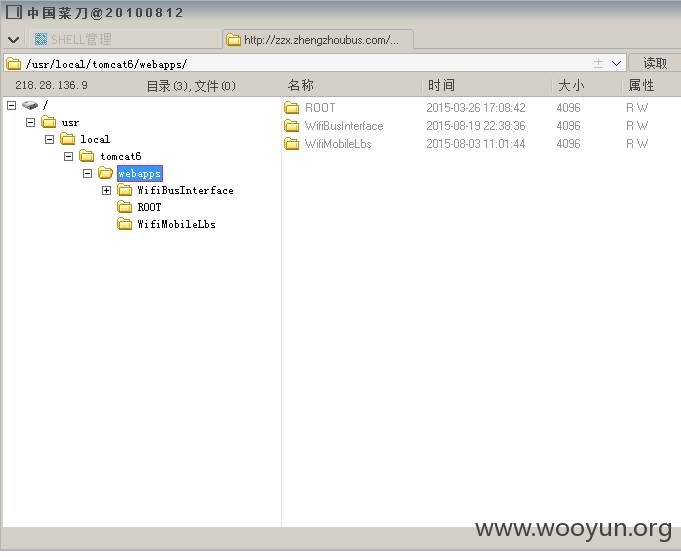 中国菜刀@20100812
SHELL管理 http://zzx.zhengzhoubus.com/...
/usr/local/tomcat6/webapps/ 读取
218.28.136.9 目录(3),文件(0) 名称 时间 大小 属性
/
usr
local
tomcat6
webapps
WifiBusInterface
ROOT
WifiMobileLbs
ROOT 2015-03-26 17:08:42 4096 R W
WifiBusInterface 2015-08-19 22:38:36 4096 R W
WifiMobileLbs 2015-08-03 11:01:44 4096 R W
www.wooyun.org